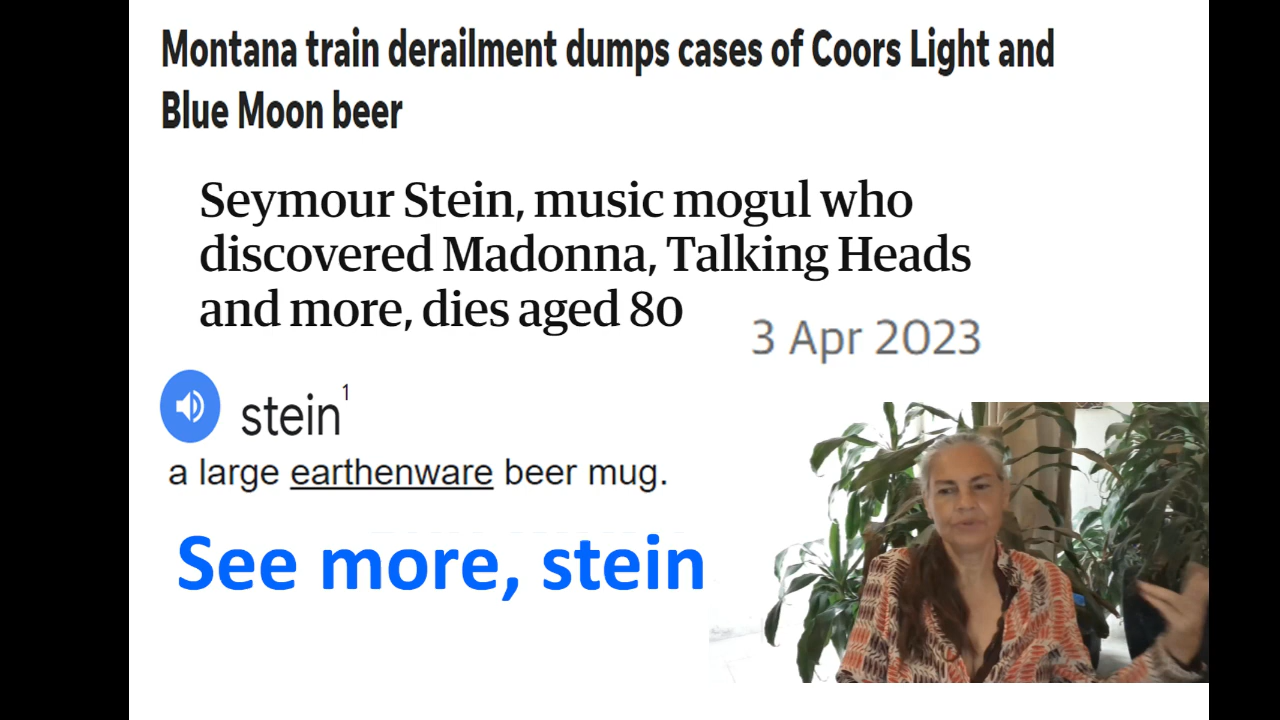 Montana train derailment dumps cases of Coors Light and
Blue Moon beer
Seymour Stein, music mogul who
discovered Madonna, Talking Heads
and more, dies aged 80
3 Apr 2023
stein1
a large earthenware beer mug.
See more, stein